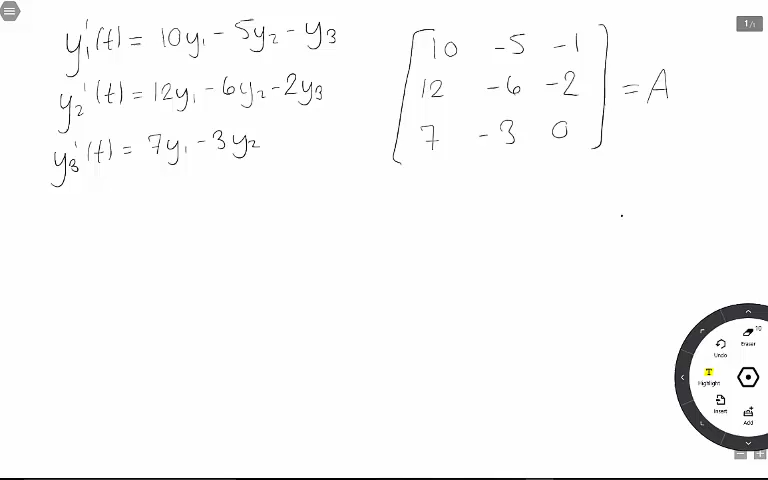 y₁'(t) = 10y₁ - 5y₂ - y₃
y₂'(t) = 12y₁ - 6y₂ - 2y₃
y₃'(t) = 7y₁ - 3y₂
10 -5 -1
12 -6 -2 = A
7 -3 0
1/1
10
Eraser
Undo
Highlight
Insert
Add